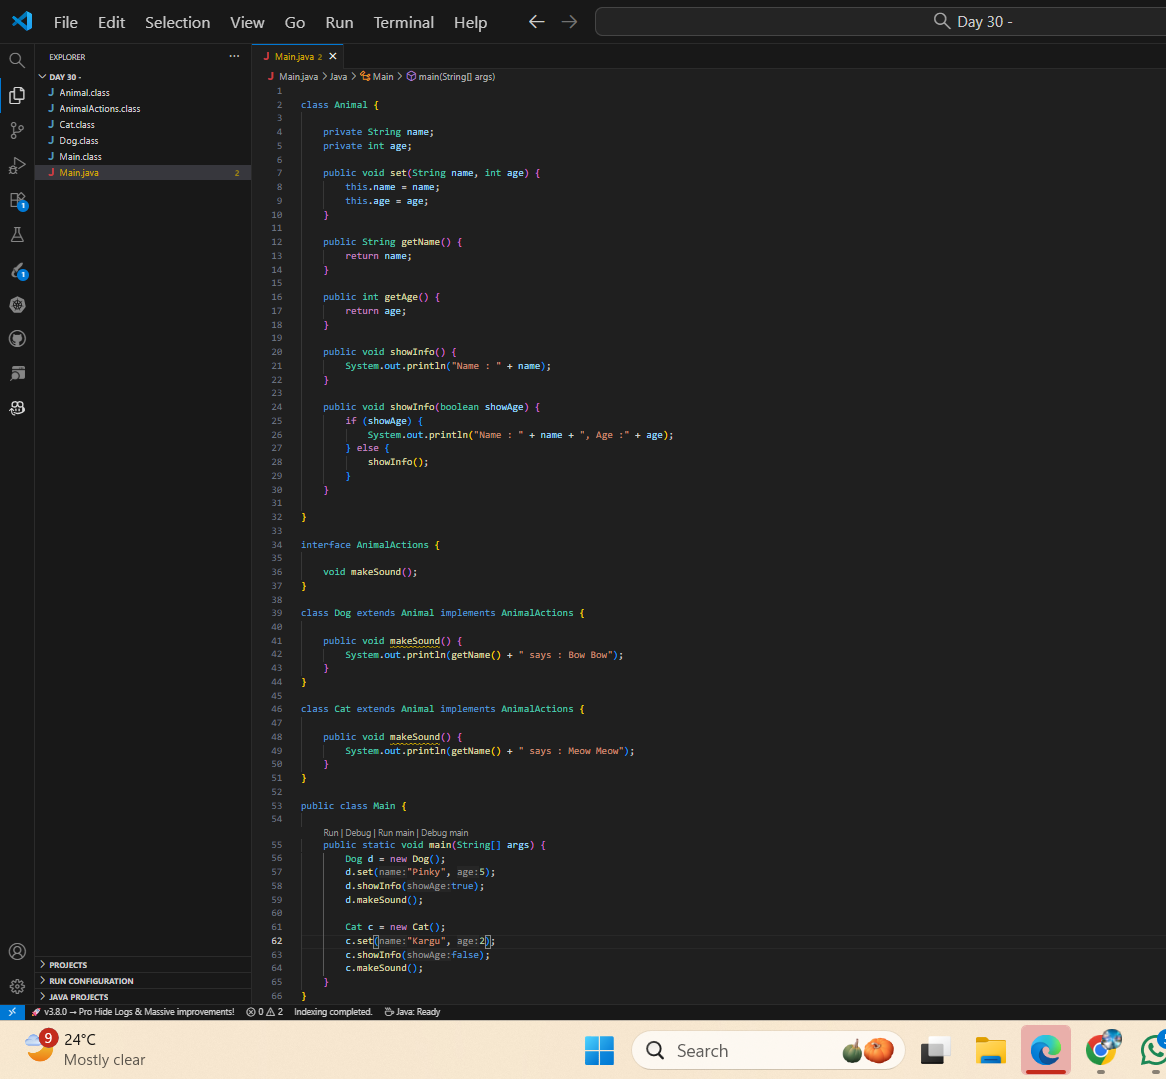 File Edit Selection View Go Run Terminal Help
Day 30 -
EXPLORER
DAY 30 -
J Animal.class
J AnimalActions.class
J Cat.class
J Dog.class
J Main.class
J Main.java 2
PROJECTS
RUN CONFIGURATION
JAVA PROJECTS
1
1
J Main.java 2
J Main.java > Java > Main > main(String[] args)
1
2 class Animal {
3
4 private String name;
5 private int age;
6
7 public void set(String name, int age) {
8 this.name = name;
9 this.age = age;
10 }
11
12 public String getName() {
13 return name;
14 }
15
16 public int getAge() {
17 return age;
18 }
19
20 public void showInfo() {
21 System.out.println("Name : " + name);
22 }
23
24 public void showInfo(boolean showAge) {
25 if (showAge) {
26 System.out.println("Name : " + name + ", Age :" + age);
27 } else {
28 showInfo();
29 }
30 }
31
32 }
33
34 interface AnimalActions {
35
36 void makeSound();
37 }
38
39 class Dog extends Animal implements AnimalActions {
40
41 public void makeSound() {
42 System.out.println(getName() + " says : Bow Bow");
43 }
44 }
45
46 class Cat extends Animal implements AnimalActions {
47
48 public void makeSound() {
49 System.out.println(getName() + " says : Meow Meow");
50 }
51 }
52
53 public class Main {
54
Run | Debug | Run main | Debug main
55 public static void main(String[] args) {
56 Dog d = new Dog();
57 d.set(name:"Pinky", age:5);
58 d.showInfo(showAge:true);
59 d.makeSound();
60
61 Cat c = new Cat();
62 c.set(name:"Kargu", age:2);
63 c.showInfo(showAge:false);
64 c.makeSound();
65 }
66 }
v3.8.0 → Pro Hide Logs & Massive improvements! 0 2 Indexing completed. Java: Ready
9
24°C
Mostly clear
Search